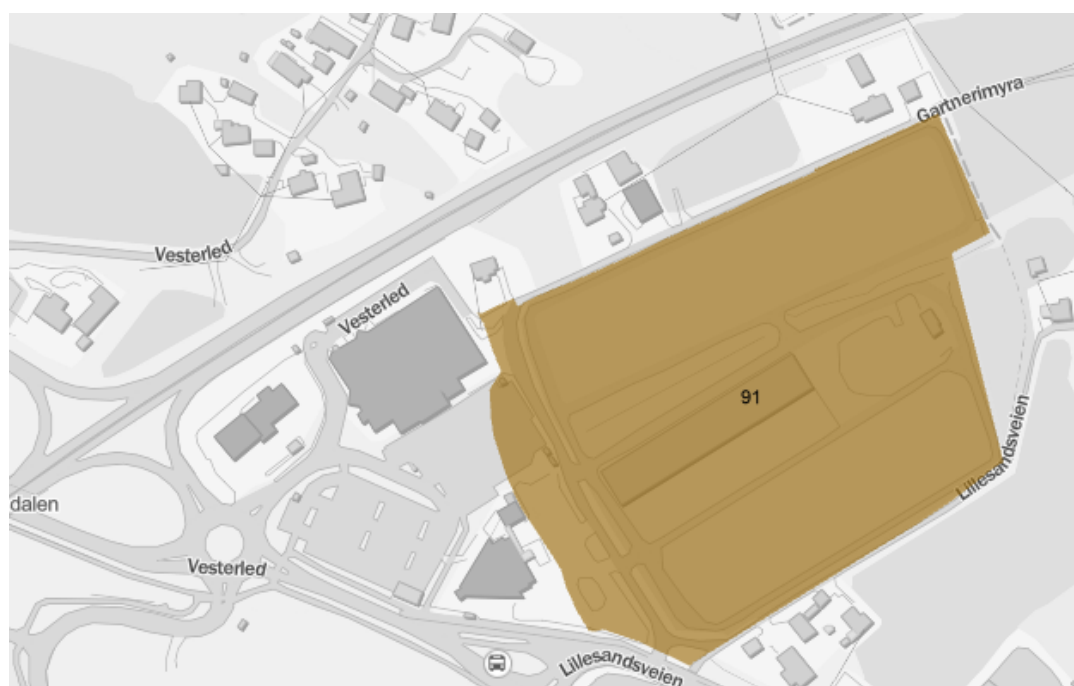 Gartnerimyra
Vesterled
Vesterled
91
Lillesandsveien
dalen
Vesterled
Lillesandsveien